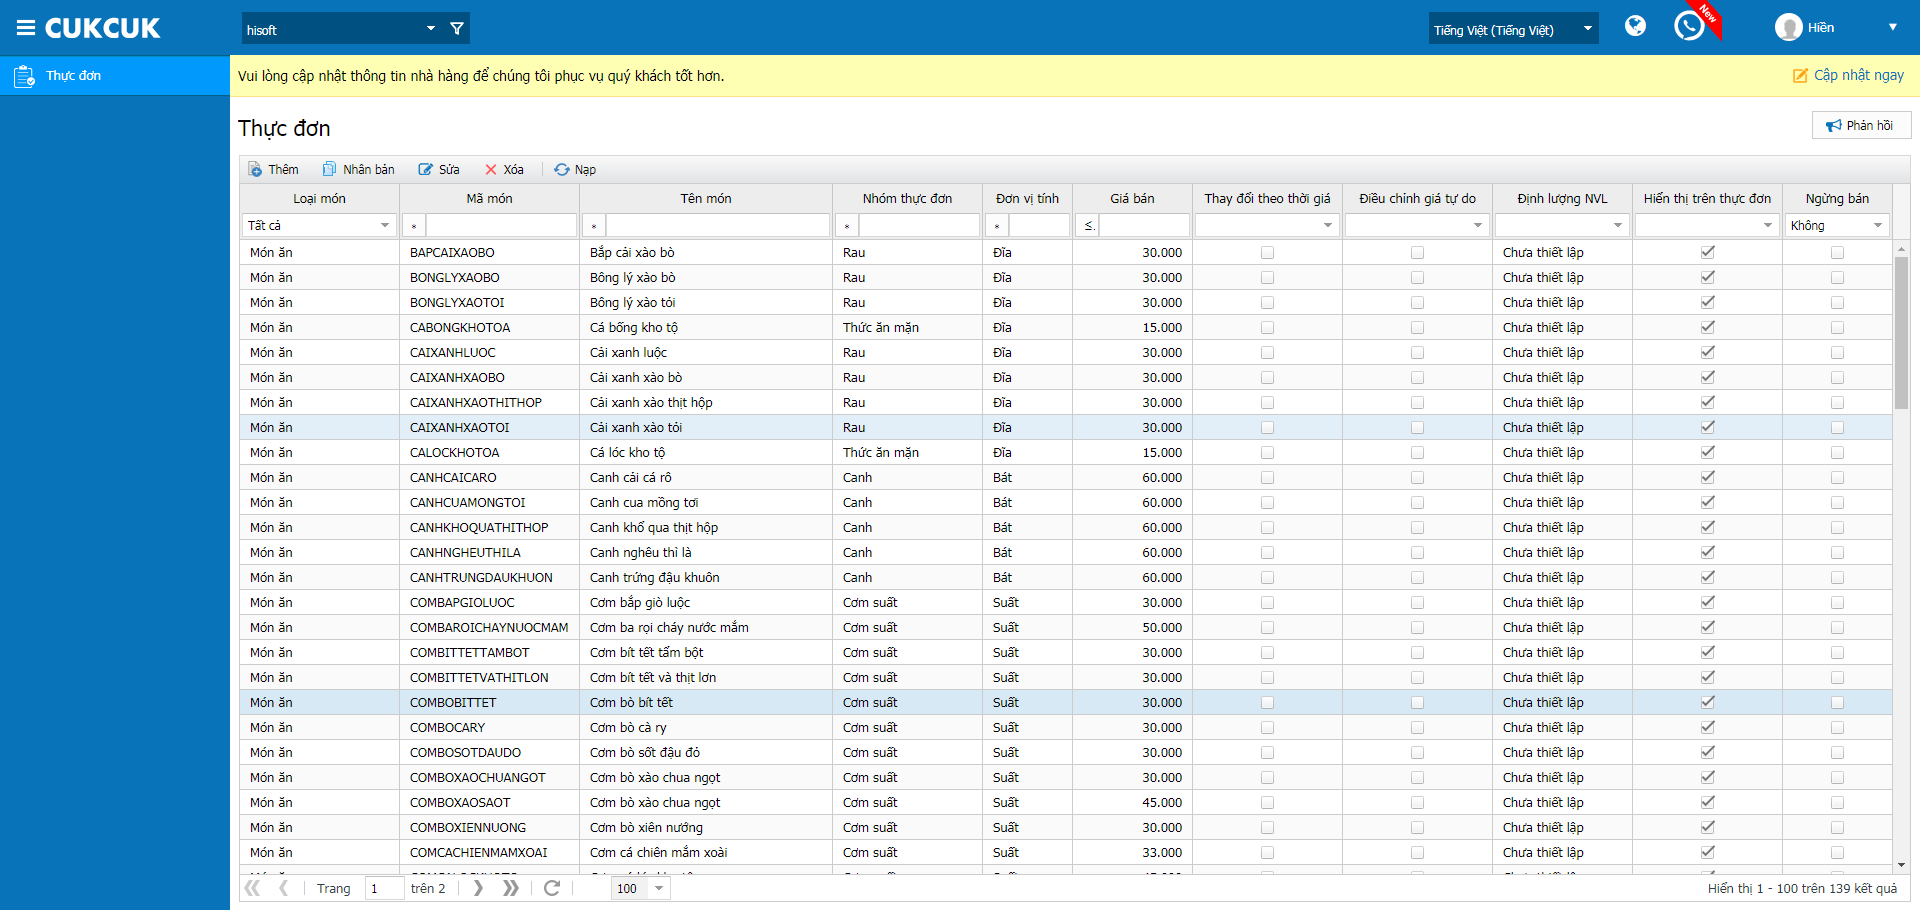 CUKCUK hisoft Tiếng Việt (Tiếng Việt) New Hiền
Thực đơn Vui lòng cập nhật thông tin nhà hàng để chúng tôi phục vụ quý khách tốt hơn. Cập nhật ngay
Thực đơn Phản hồi
Thêm Nhân bản Sửa Xóa Nạp
Loại món Mã món Tên món Nhóm thực đơn Đơn vị tính Giá bán Thay đổi theo thời giá Điều chỉnh giá tự do Định lượng NVL Hiển thị trên thực đơn Ngừng bán
Tất cả * * * * ≤ Không
Món ăn BAPCAIXAOBO Bắp cải xào bò Rau Đĩa 30.000 Chưa thiết lập
Món ăn BONGLYXAOBO Bông lý xào bò Rau Đĩa 30.000 Chưa thiết lập
Món ăn BONGLYXAOTOI Bông lý xào tỏi Rau Đĩa 30.000 Chưa thiết lập
Món ăn CABONGKHOTOA Cá bống kho tộ Thức ăn mặn Đĩa 15.000 Chưa thiết lập
Món ăn CAIXANHLUOC Cải xanh luộc Rau Đĩa 30.000 Chưa thiết lập
Món ăn CAIXANHXAOBO Cải xanh xào bò Rau Đĩa 30.000 Chưa thiết lập
Món ăn CAIXANHXAOTHITHOP Cải xanh xào thịt hộp Rau Đĩa 30.000 Chưa thiết lập
Món ăn CAIXANHXAOTOI Cải xanh xào tỏi Rau Đĩa 30.000 Chưa thiết lập
Món ăn CALOCKHOTOA Cá lóc kho tộ Thức ăn mặn Đĩa 15.000 Chưa thiết lập
Món ăn CANHCAICARO Canh cải cá rô Canh Bát 60.000 Chưa thiết lập
Món ăn CANHCUAMONGTOI Canh cua mồng tơi Canh Bát 60.000 Chưa thiết lập
Món ăn CANHKHOQUATHITHOP Canh khổ qua thịt hộp Canh Bát 60.000 Chưa thiết lập
Món ăn CANHNGHEUTHILA Canh nghêu thì là Canh Bát 60.000 Chưa thiết lập
Món ăn CANHTRUNGDAUKHUON Canh trứng đậu khuôn Canh Bát 60.000 Chưa thiết lập
Món ăn COMBAPGIOLUOC Cơm bắp giò luộc Cơm suất Suất 30.000 Chưa thiết lập
Món ăn COMBAROICHAYNUOCMAM Cơm ba rọi cháy nước mắm Cơm suất Suất 50.000 Chưa thiết lập
Món ăn COMBITTETTAMBOT Cơm bít tết tẩm bột Cơm suất Suất 30.000 Chưa thiết lập
Món ăn COMBITTETVATHITLON Cơm bít tết và thịt lơn Cơm suất Suất 30.000 Chưa thiết lập
Món ăn COMBOBITTET Cơm bò bít tết Cơm suất Suất 30.000 Chưa thiết lập
Món ăn COMBOCARY Cơm bò cà ry Cơm suất Suất 30.000 Chưa thiết lập
Món ăn COMBOSOTDAUDO Cơm bò sốt đậu đỏ Cơm suất Suất 30.000 Chưa thiết lập
Món ăn COMBOXAOCHUANGOT Cơm bò xào chua ngọt Cơm suất Suất 30.000 Chưa thiết lập
Món ăn COMBOXAOSAOT Cơm bò xào chua ngọt Cơm suất Suất 45.000 Chưa thiết lập
Món ăn COMBOXIENNUONG Cơm bò xiên nướng Cơm suất Suất 30.000 Chưa thiết lập
Món ăn COMCACHIENMAMXOAI Cơm cá chiên mắm xoài Cơm suất Suất 33.000 Chưa thiết lập
Trang 1 trên 2 100 Hiển thị 1 - 100 trên 139 kết quả